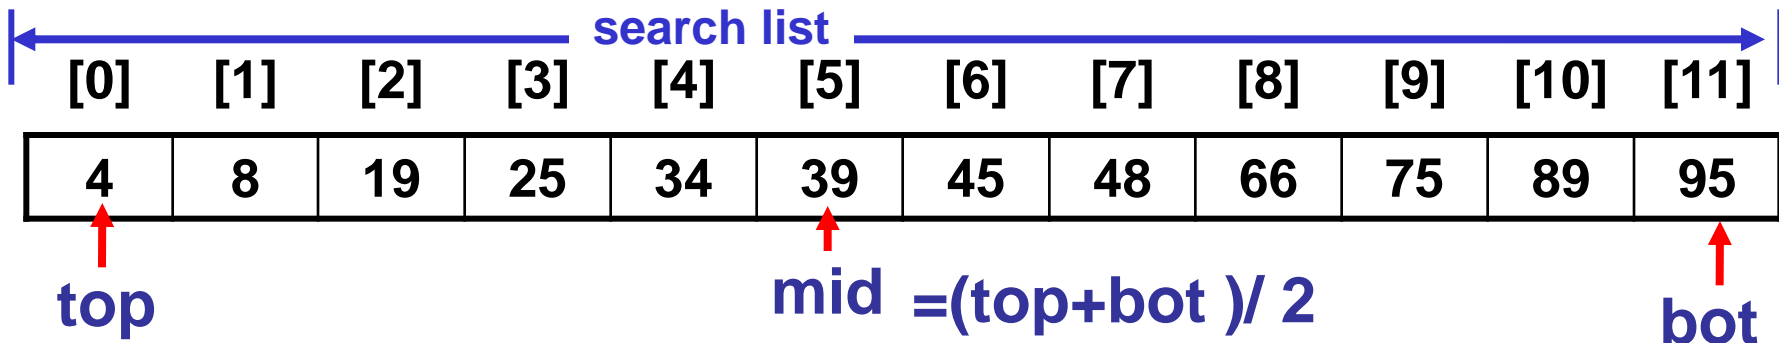 search list
[0] [1] [2] [3] [4] [5] [6] [7] [8] [9] [10] [11]
4 8 19 25 34 39 45 48 66 75 89 95
top mid =(top+bot )/ 2 bot